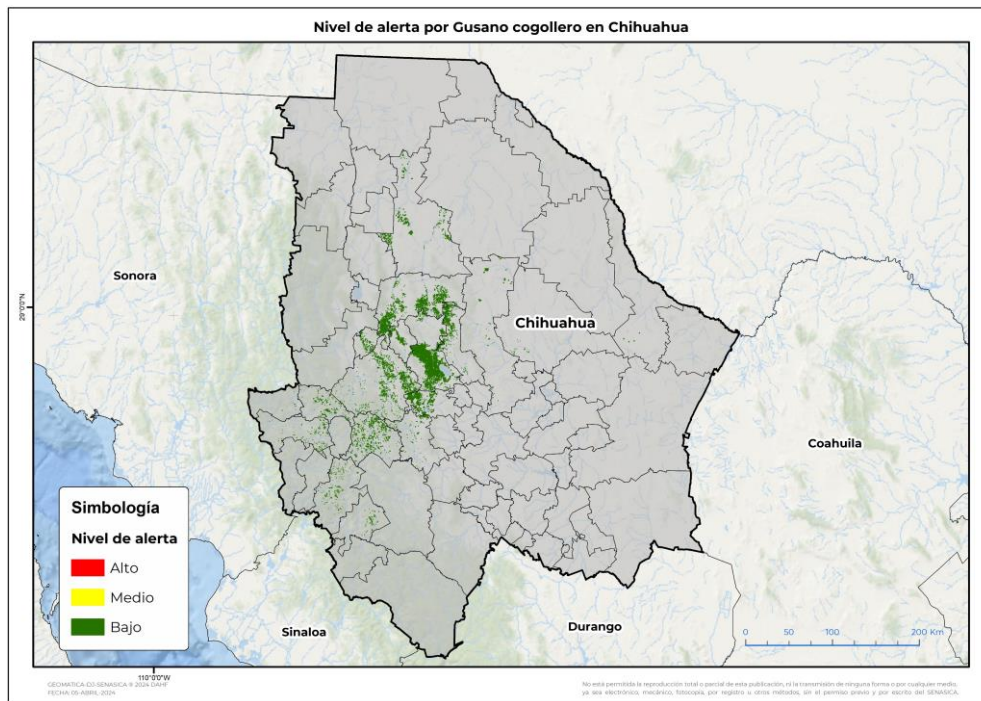 Nivel de alerta por Gusano cogollero en Chihuahua
Sonora
29°0'0"N
Chihuahua
Coahuila
Simbología
Nivel de alerta
Alto
Medio
Bajo
Sinaloa
Durango
0 50 100 200 Km
110°0'0"W
GEOMÁTICA-CG-SENASICA © 2024 DAHF
FECHA: 05-ABRIL-2024
No está permitida la reproducción total o parcial de esta publicación, ni la transmisión de ninguna forma o por cualquier medio,
ya sea electrónico, mecánico, fotocopia, por registro u otros métodos, sin el permiso previo y por escrito del SENASICA.